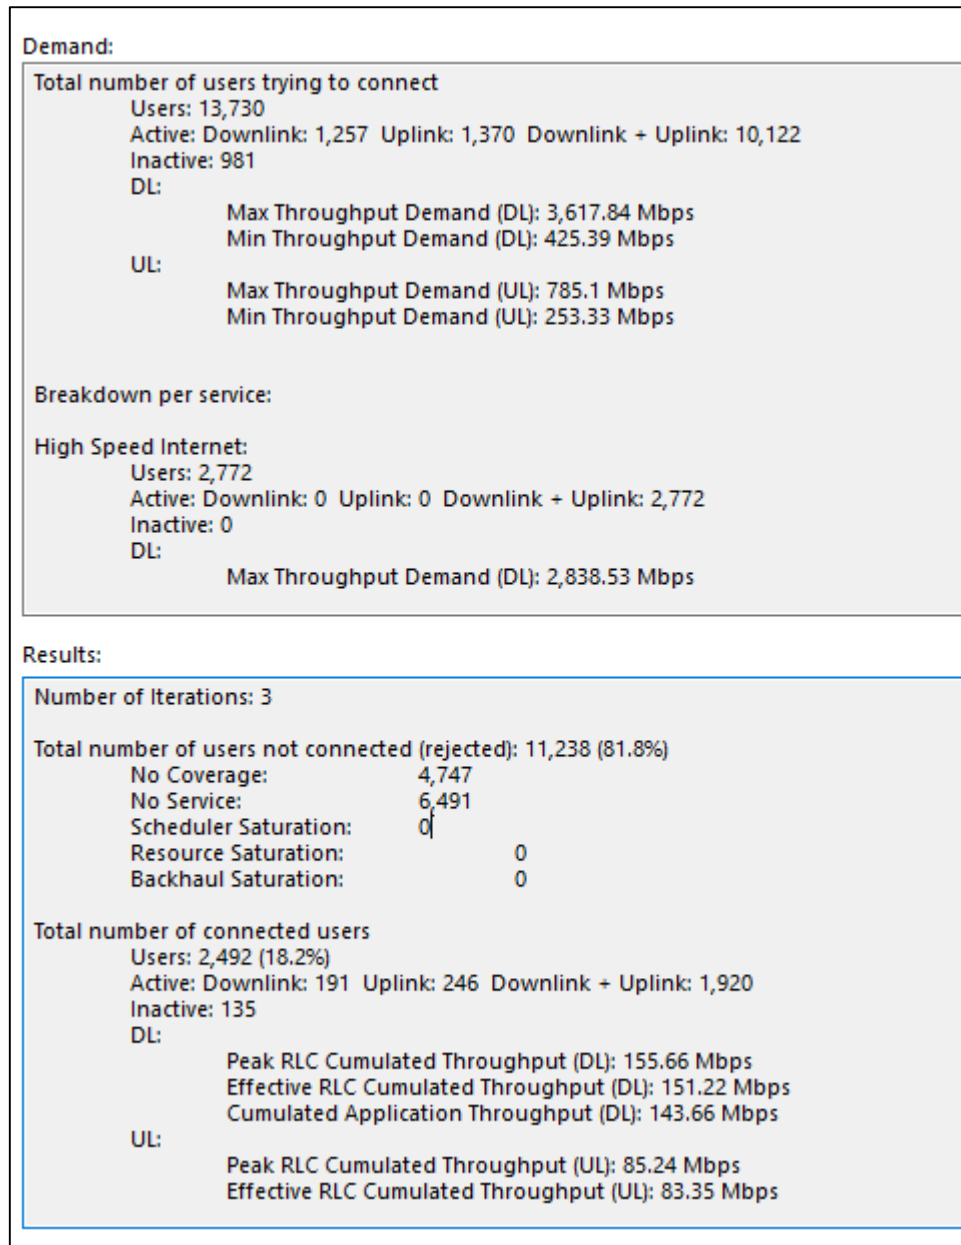 Demand:
Total number of users trying to connect
Users: 13,730
Active: Downlink: 1,257 Uplink: 1,370 Downlink + Uplink: 10,122
Inactive: 981
DL:
Max Throughput Demand (DL): 3,617.84 Mbps
Min Throughput Demand (DL): 425.39 Mbps
UL:
Max Throughput Demand (UL): 785.1 Mbps
Min Throughput Demand (UL): 253.33 Mbps
Breakdown per service:
High Speed Internet:
Users: 2,772
Active: Downlink: 0 Uplink: 0 Downlink + Uplink: 2,772
Inactive: 0
DL:
Max Throughput Demand (DL): 2,838.53 Mbps
Results:
Number of Iterations: 3
Total number of users not connected (rejected): 11,238 (81.8%)
No Coverage: 4,747
No Service: 6,491
Scheduler Saturation: 0
Resource Saturation: 0
Backhaul Saturation: 0
Total number of connected users
Users: 2,492 (18.2%)
Active: Downlink: 191 Uplink: 246 Downlink + Uplink: 1,920
Inactive: 135
DL:
Peak RLC Cumulated Throughput (DL): 155.66 Mbps
Effective RLC Cumulated Throughput (DL): 151.22 Mbps
Cumulated Application Throughput (DL): 143.66 Mbps
UL:
Peak RLC Cumulated Throughput (UL): 85.24 Mbps
Effective RLC Cumulated Throughput (UL): 83.35 Mbps